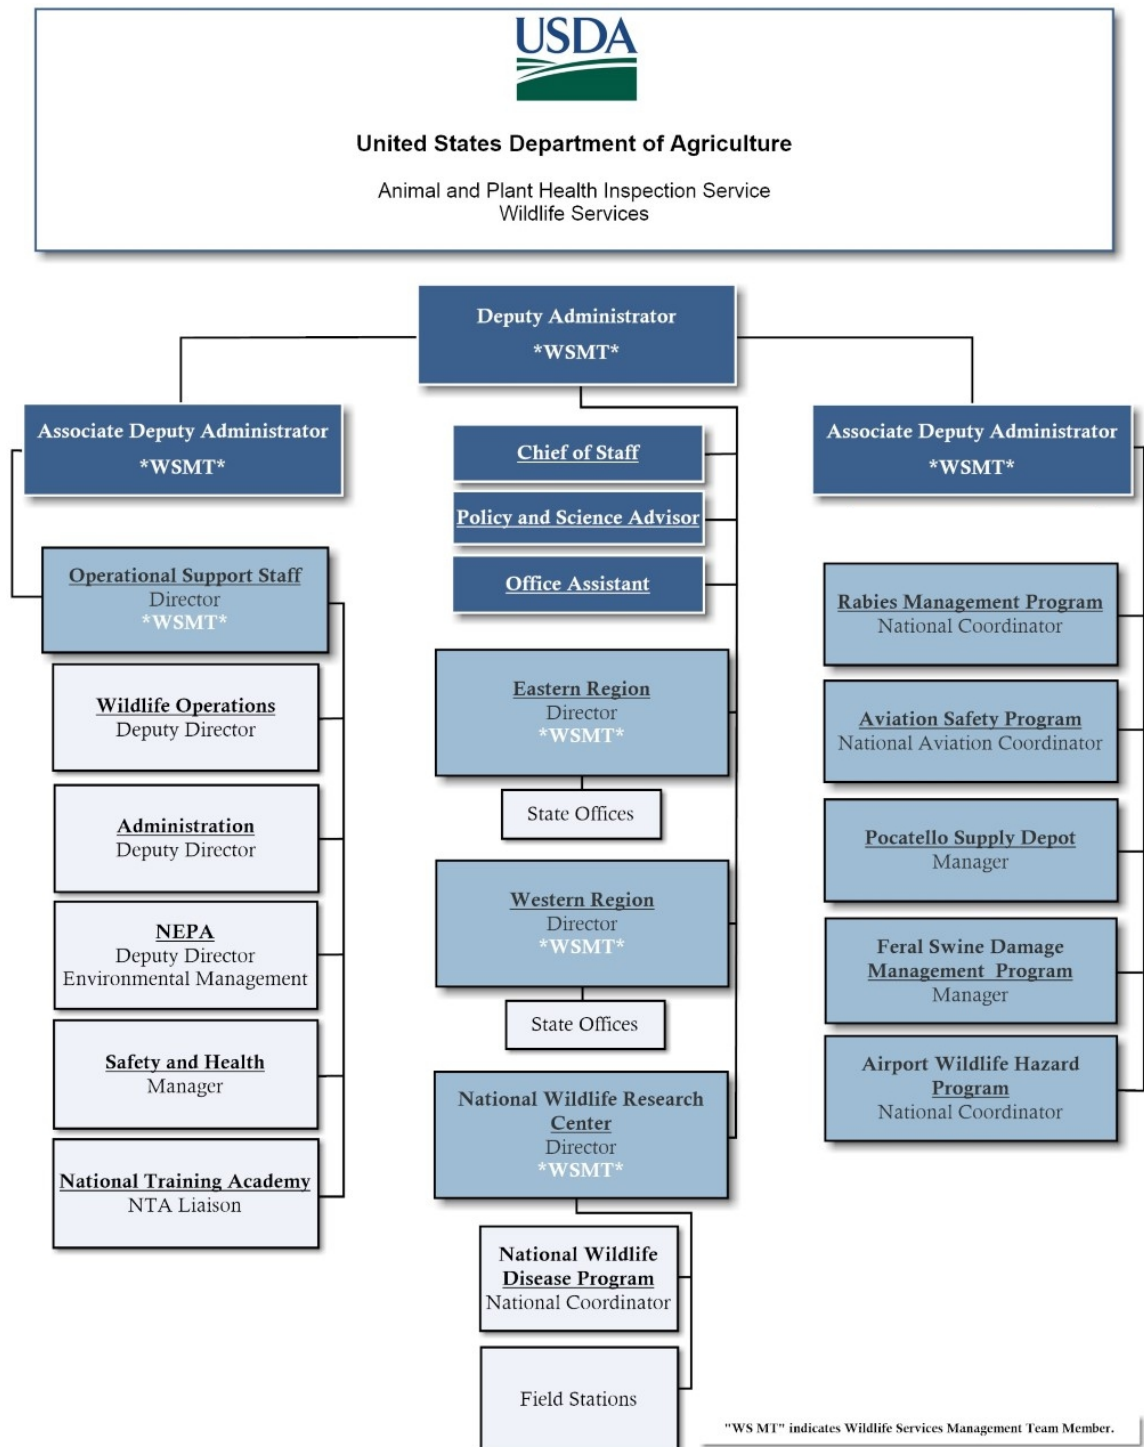 USDA
United States Department of Agriculture
Animal and Plant Health Inspection Service
Wildlife Services
Deputy Administrator
*WSMT*
Associate Deputy Administrator
*WSMT*
Operational Support Staff
Director
*WSMT*
Wildlife Operations
Deputy Director
Administration
Deputy Director
NEPA
Deputy Director
Environmental Management
Safety and Health
Manager
National Training Academy
NTA Liaison
Chief of Staff
Policy and Science Advisor
Office Assistant
Eastern Region
Director
*WSMT*
State Offices
Western Region
Director
*WSMT*
State Offices
National Wildlife Research
Center
Director
*WSMT*
National Wildlife
Disease Program
National Coordinator
Field Stations
Associate Deputy Administrator
*WSMT*
Rabies Management Program
National Coordinator
Aviation Safety Program
National Aviation Coordinator
Pocatello Supply Depot
Manager
Feral Swine Damage
Management Program
Manager
Airport Wildlife Hazard
Program
National Coordinator
"WS MT" indicates Wildlife Services Management Team Member.